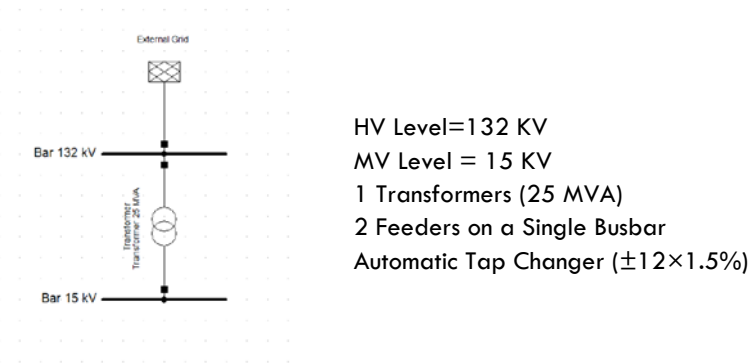 External Grid
Bar 132 kV
Transformer
Transformer 25 MVA
Bar 15 kV
HV Level=132 KV
MV Level = 15 KV
1 Transformers (25 MVA)
2 Feeders on a Single Busbar
Automatic Tap Changer (±12×1.5%)